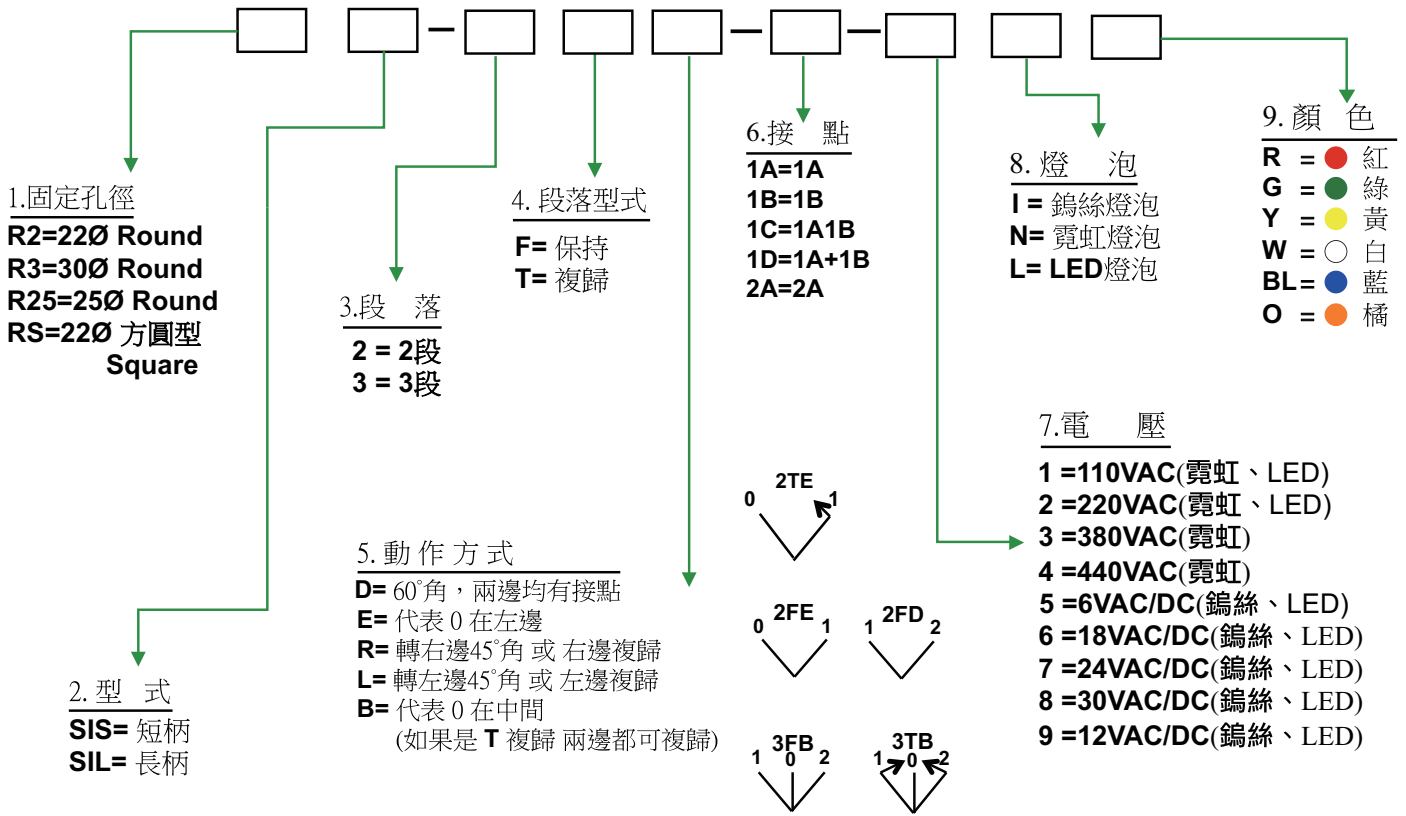 1.固定孔徑
R2=22Ø Round
R3=30Ø Round
R25=25Ø Round
RS=22Ø 方圓型
Square
2. 型 式
SIS= 短柄
SIL= 長柄
3.段 落
2 = 2段
3 = 3段
4. 段落型式
F= 保持
T= 複歸
5. 動 作 方 式
D= 60°角，兩邊均有接點
E= 代表 0 在左邊
R= 轉右邊45°角 或 右邊複歸
L= 轉左邊45°角 或 左邊複歸
B= 代表 0 在中間
(如果是 T 複歸 兩邊都可複歸)
6.接 點
1A=1A
1B=1B
1C=1A1B
1D=1A+1B
2A=2A
2TE
0 1
2FE
0 1
2FD
1 2
3FB
1 0 2
3TB
1 0 2
7.電 壓
1 =110VAC(霓虹、LED)
2 =220VAC(霓虹、LED)
3 =380VAC(霓虹)
4 =440VAC(霓虹)
5 =6VAC/DC(鎢絲、LED)
6 =18VAC/DC(鎢絲、LED)
7 =24VAC/DC(鎢絲、LED)
8 =30VAC/DC(鎢絲、LED)
9 =12VAC/DC(鎢絲、LED)
8. 燈 泡
I = 鎢絲燈泡
N= 霓虹燈泡
L= LED燈泡
9. 顏 色
R = 紅
G = 綠
Y = 黃
W = 白
BL= 藍
O = 橘